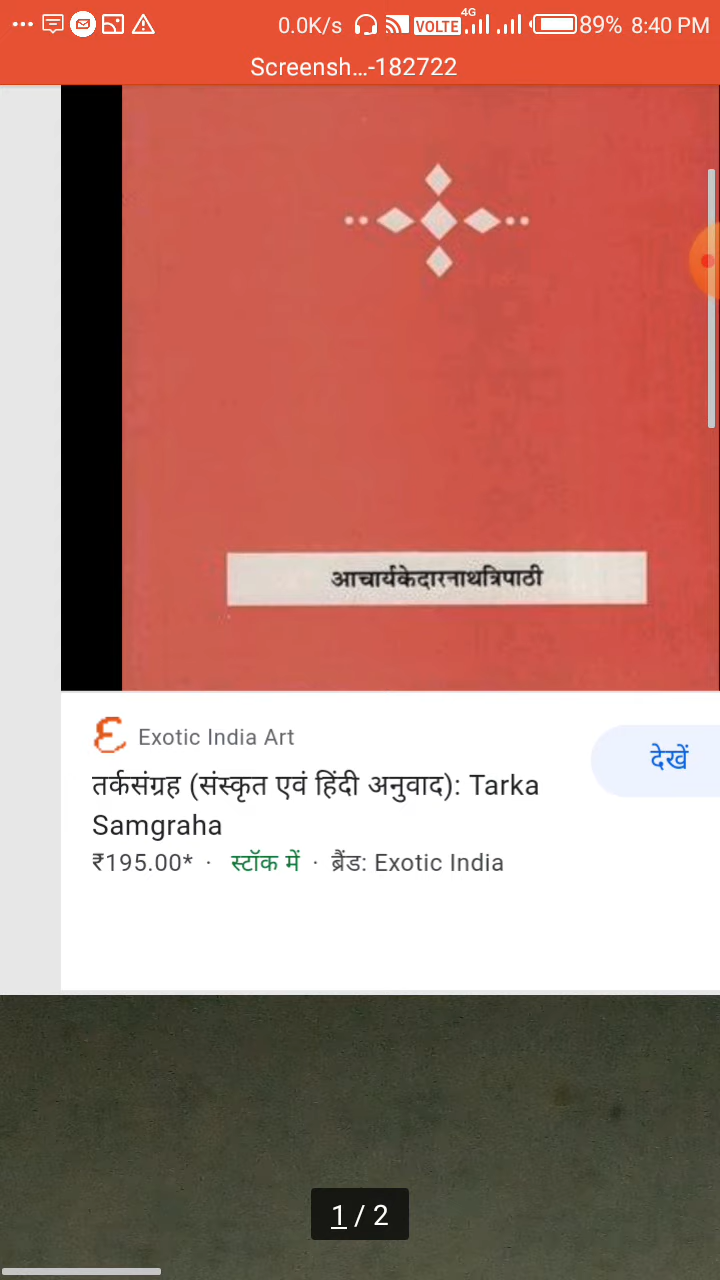 0.0K/s VOLTE 4G 89% 8:40 PM
Screensh...-182722
आचार्यकेदारनाथत्रिपाठी
Exotic India Art
देखें
तर्कसंग्रह (संस्कृत एवं हिंदी अनुवाद): Tarka
Samgraha
₹195.00* · स्टॉक में · ब्रैंड: Exotic India
1 / 2